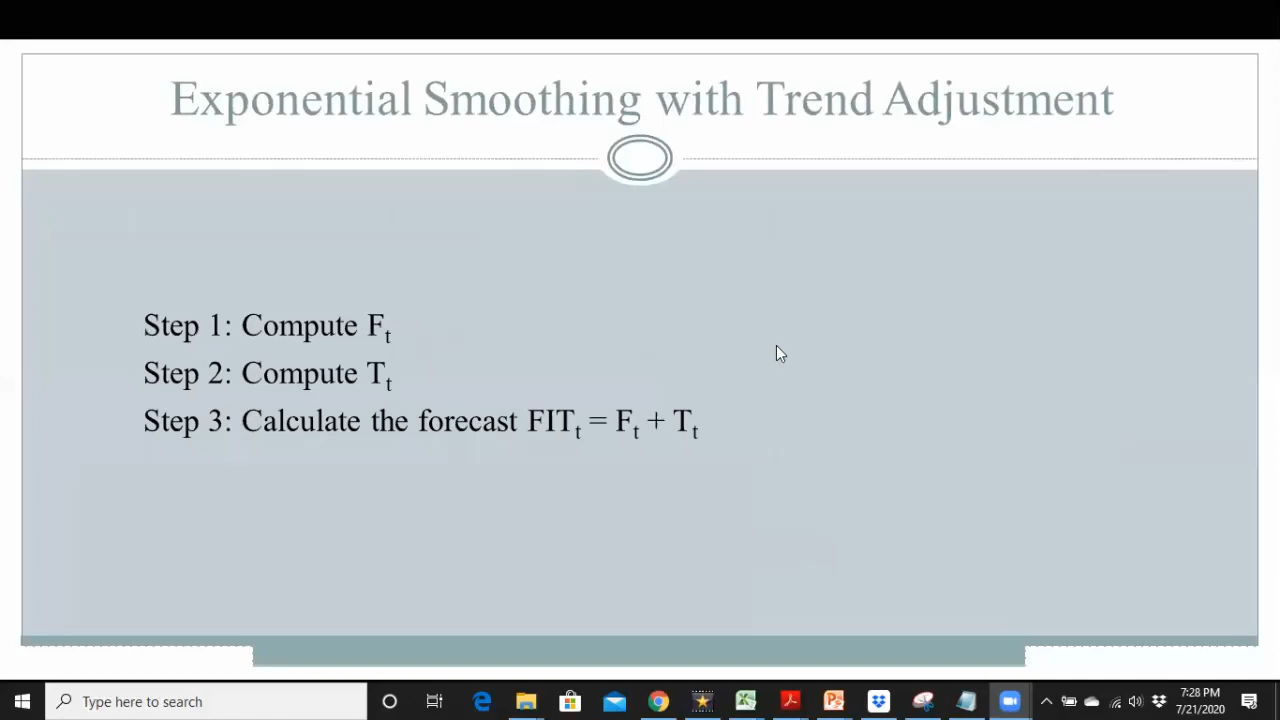 Exponential Smoothing with Trend Adjustment
Step 1: Compute Ft
Step 2: Compute Tt
Step 3: Calculate the forecast FITt = Ft + Tt
Type here to search
7:28 PM
7/21/2020